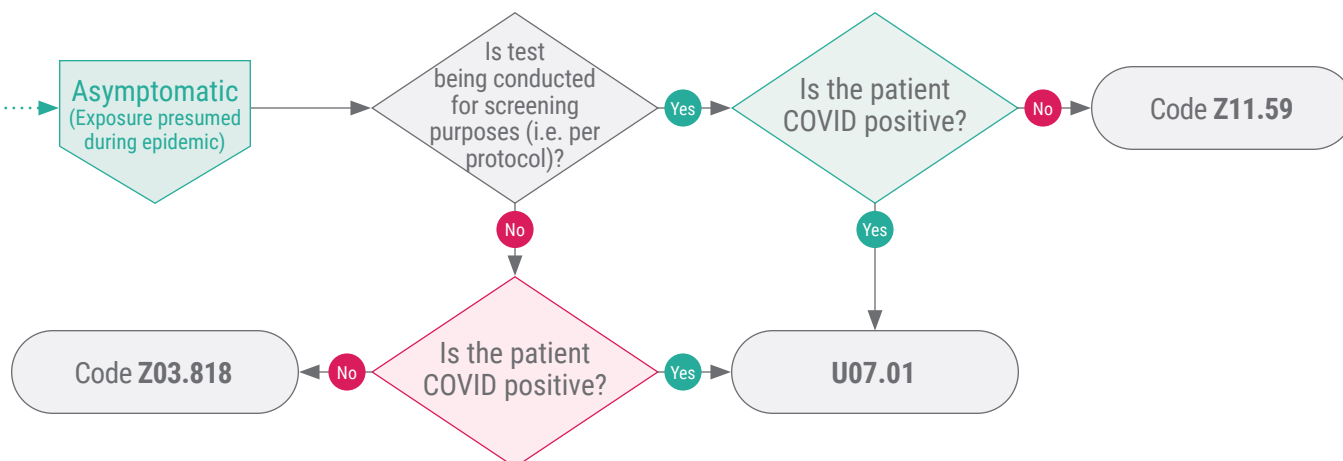 Asymptomatic
(Exposure presumed
during epidemic)
Is test
being conducted
for screening
purposes (i.e. per
protocol)?
Yes
Is the patient
COVID positive?
No
Code Z11.59
No
Yes
Code Z03.818
No
Is the patient
COVID positive?
Yes
U07.01